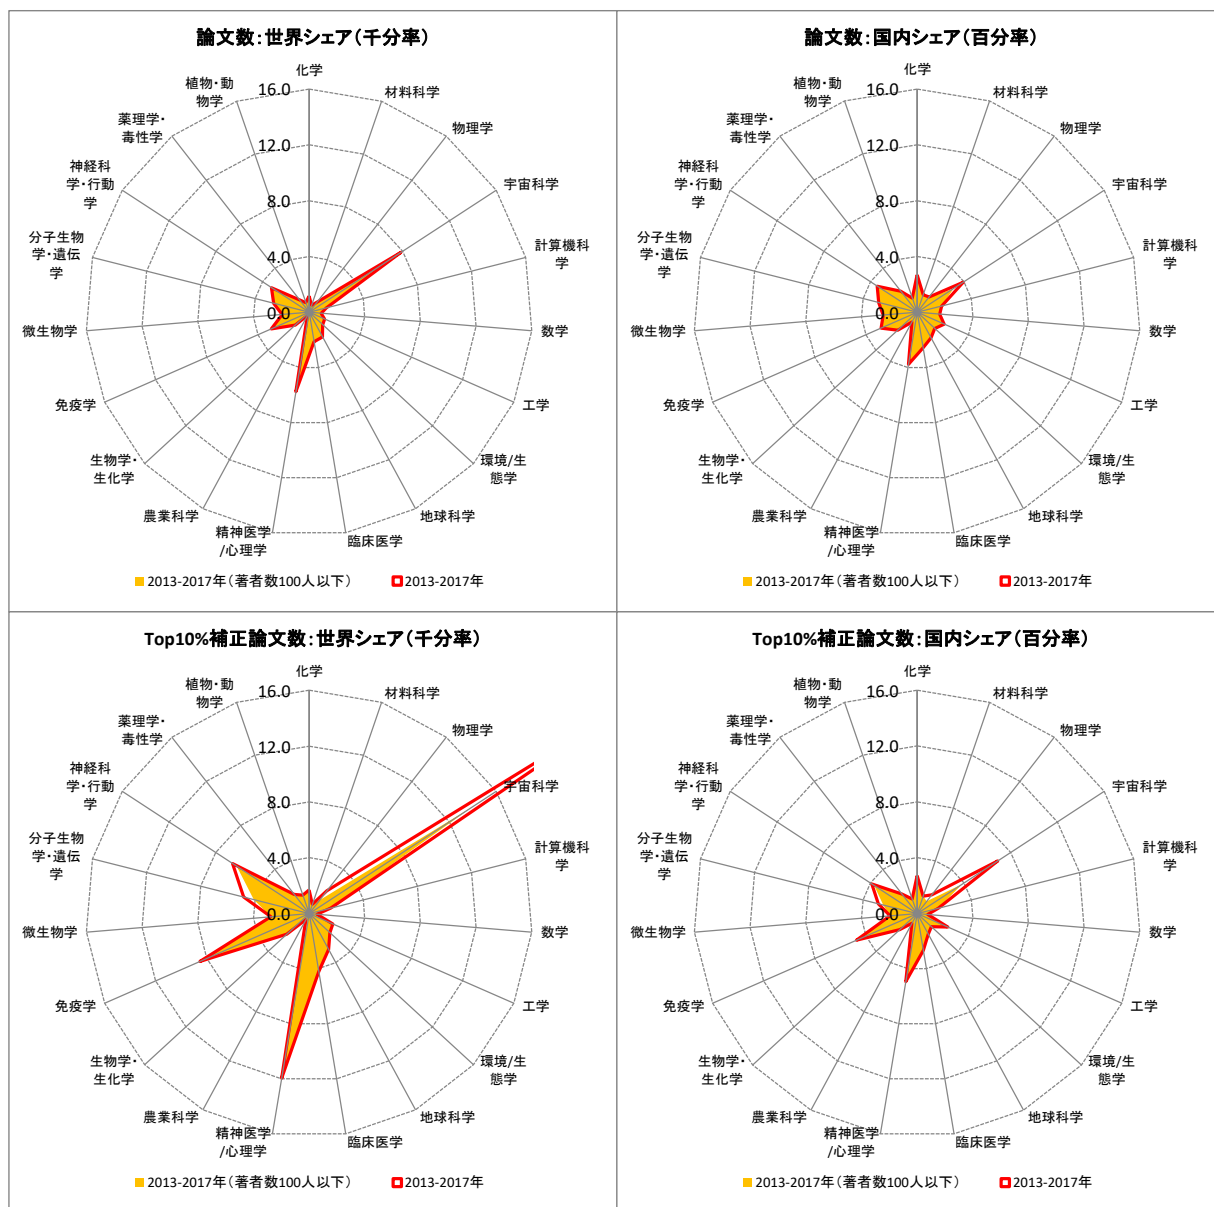 論文数：世界シェア（千分率）
化学
材料科学
物理学
宇宙科学
計算機科
学
数学
工学
環境/生
態学
地球科学
臨床医学
精神医学
/心理学
農業科学
生物学・
生化学
免疫学
微生物学
分子生物
学・遺伝
学
神経科
学・行動
学
薬理学・
毒性学
植物・動
物学
16.0
12.0
8.0
4.0
0.0
2013-2017年（著者数100人以下）
2013-2017年
論文数：国内シェア（百分率）
化学
材料科学
物理学
宇宙科学
計算機科
学
数学
工学
環境/生
態学
地球科学
臨床医学
精神医学
/心理学
農業科学
生物学・
生化学
免疫学
微生物学
分子生物
学・遺伝
学
神経科
学・行動
学
薬理学・
毒性学
植物・動
物学
16.0
12.0
8.0
4.0
0.0
2013-2017年（著者数100人以下）
2013-2017年
Top10%補正論文数：世界シェア（千分率）
化学
材料科学
物理学
宇宙科学
計算機科
学
数学
工学
環境/生
態学
地球科学
臨床医学
精神医学
/心理学
農業科学
生物学・
生化学
免疫学
微生物学
分子生物
学・遺伝
学
神経科
学・行動
学
薬理学・
毒性学
植物・動
物学
16.0
12.0
8.0
4.0
0.0
2013-2017年（著者数100人以下）
2013-2017年
Top10%補正論文数：国内シェア（百分率）
化学
材料科学
物理学
宇宙科学
計算機科
学
数学
工学
環境/生
態学
地球科学
臨床医学
精神医学
/心理学
農業科学
生物学・
生化学
免疫学
微生物学
分子生物
学・遺伝
学
神経科
学・行動
学
薬理学・
毒性学
植物・動
物学
16.0
12.0
8.0
4.0
0.0
2013-2017年（著者数100人以下）
2013-2017年